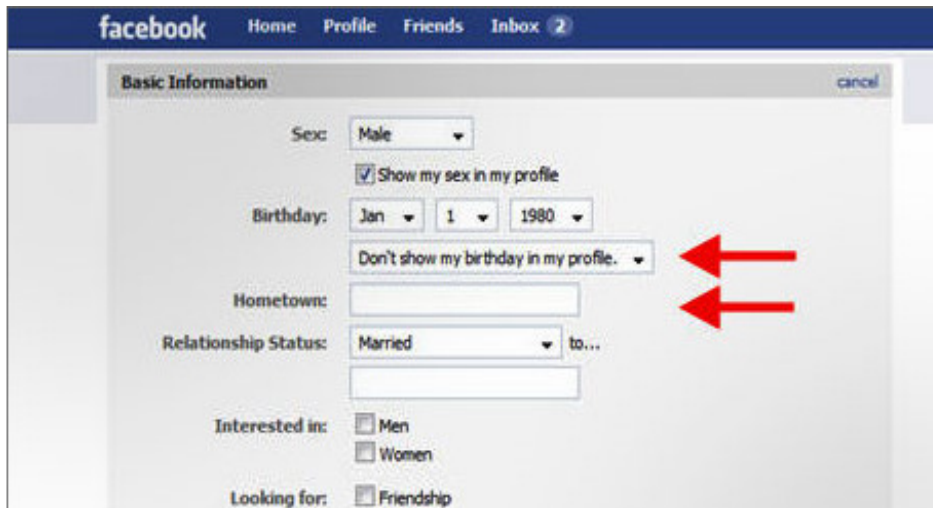 facebook Home Profile Friends Inbox 2
Basic Information cancel
Sex: Male
Show my sex in my profile
Birthday: Jan 1 1980
Don't show my birthday in my profile.
Hometown:
Relationship Status: Married to...
Interested in: Men
Women
Looking for: Friendship